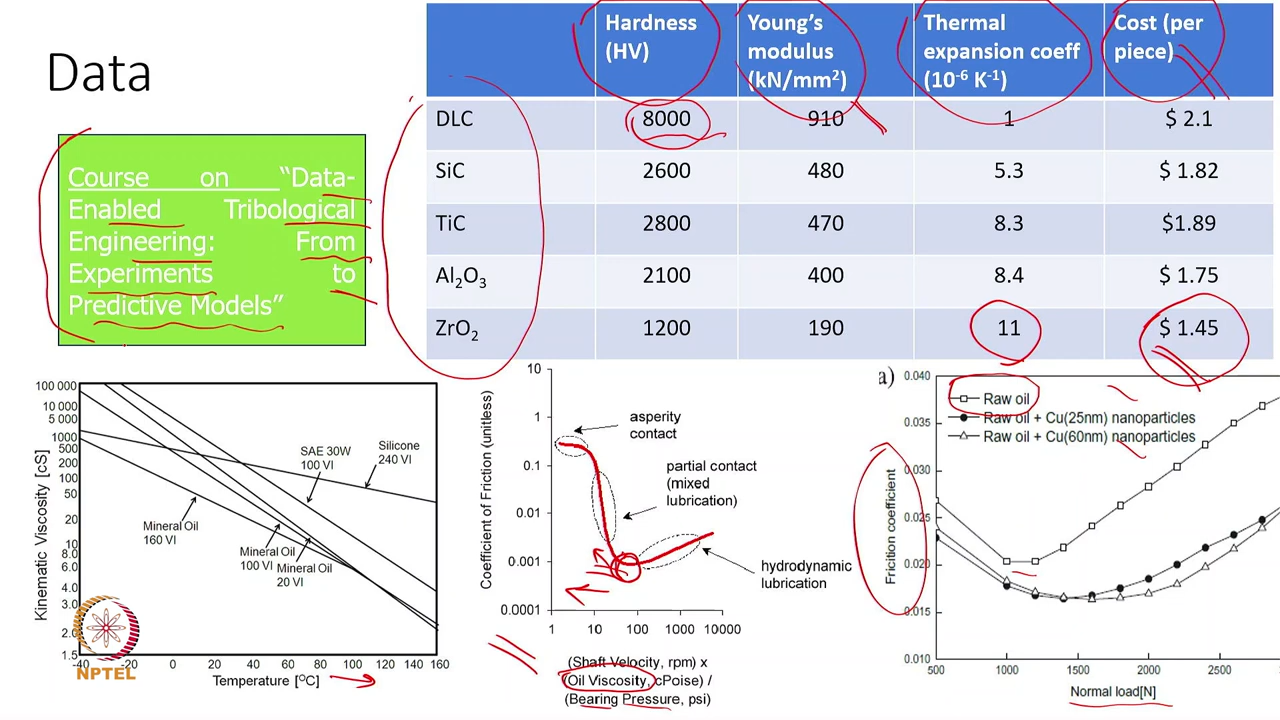 Data
Course on "Data-
Enabled Tribological
Engineering: From
Experiments to
Predictive Models"
Hardness (HV) Young's modulus (kN/mm²) Thermal expansion coeff (10⁻⁶ K⁻¹) Cost (per piece)
DLC 8000 910 1 $ 2.1
SiC 2600 480 5.3 $ 1.82
TiC 2800 470 8.3 $1.89
Al₂O₃ 2100 400 8.4 $ 1.75
ZrO₂ 1200 190 11 $ 1.45
Kinematic Viscosity [cS]
100 000
10 000
5 000
1000
500
200
100
50
20
10
8.0
6.0
4.0
3.0
2.0
1.5
SAE 30W
100 VI
Silicone
240 VI
Mineral Oil
160 VI
Mineral Oil
100 VI
Mineral Oil
20 VI
-40 -20 0 20 40 60 80 100 120 140 160
Temperature [ᴼC]
NPTEL
Coefficient of Friction (unitless)
10
1
0.1
0.01
0.001
0.0001
asperity
contact
partial contact
(mixed
lubrication)
hydrodynamic
lubrication
1 10 100 1000 10000
(Shaft Velocity, rpm) x
(Oil Viscosity, cPoise) /
(Bearing Pressure, psi)
a)
Friction coefficient
0.040
0.035
0.030
0.025
0.020
0.015
0.010
Raw oil
Raw oil + Cu(25nm) nanoparticles
Raw oil + Cu(60nm) nanoparticles
500 1000 1500 2000 2500
Normal load[N]